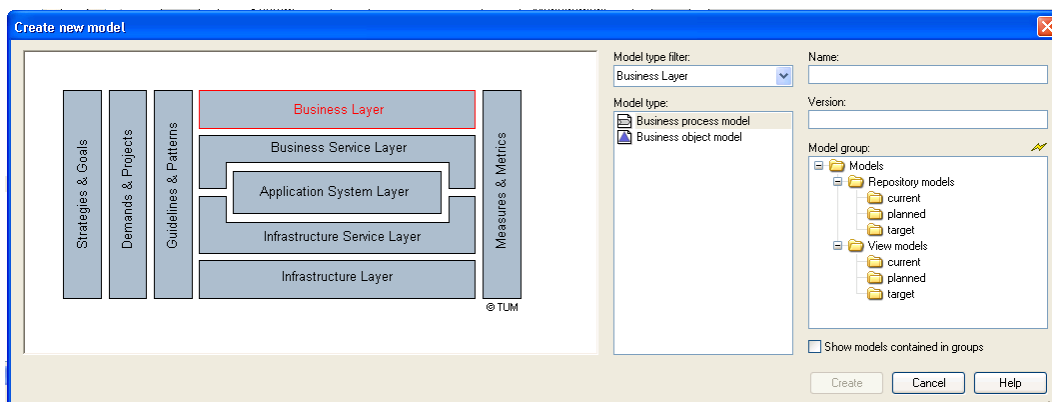 Create new model
Strategies & Goals
Demands & Projects
Guidelines & Patterns
Business Layer
Business Service Layer
Application System Layer
Infrastructure Service Layer
Infrastructure Layer
Measures & Metrics
© TUM
Model type filter:
Business Layer
Model type:
Business process model
Business object model
Name:
Version:
Model group:
Models
Repository models
current
planned
target
View models
current
planned
target
Show models contained in groups
Create
Cancel
Help